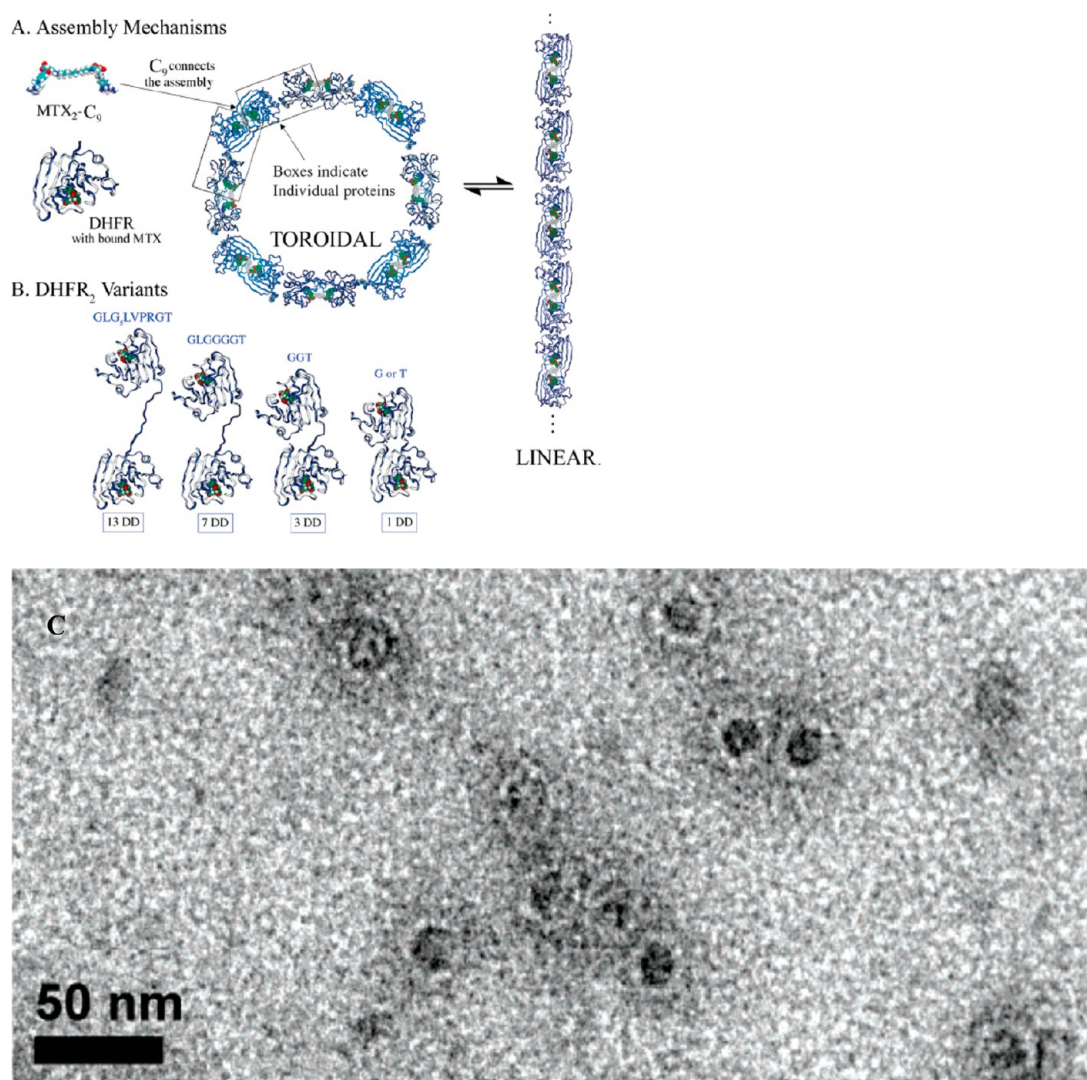 A. Assembly Mechanisms
MTX₂-C₉
C₉ connects
the assembly
DHFR
with bound MTX
Boxes indicate
Individual proteins
TOROIDAL
LINEAR.
B. DHFR₂ Variants
GLG₅LVPRGT
GLGGGGT
GGT
G or T
13 DD
7 DD
3 DD
1 DD
C
50 nm